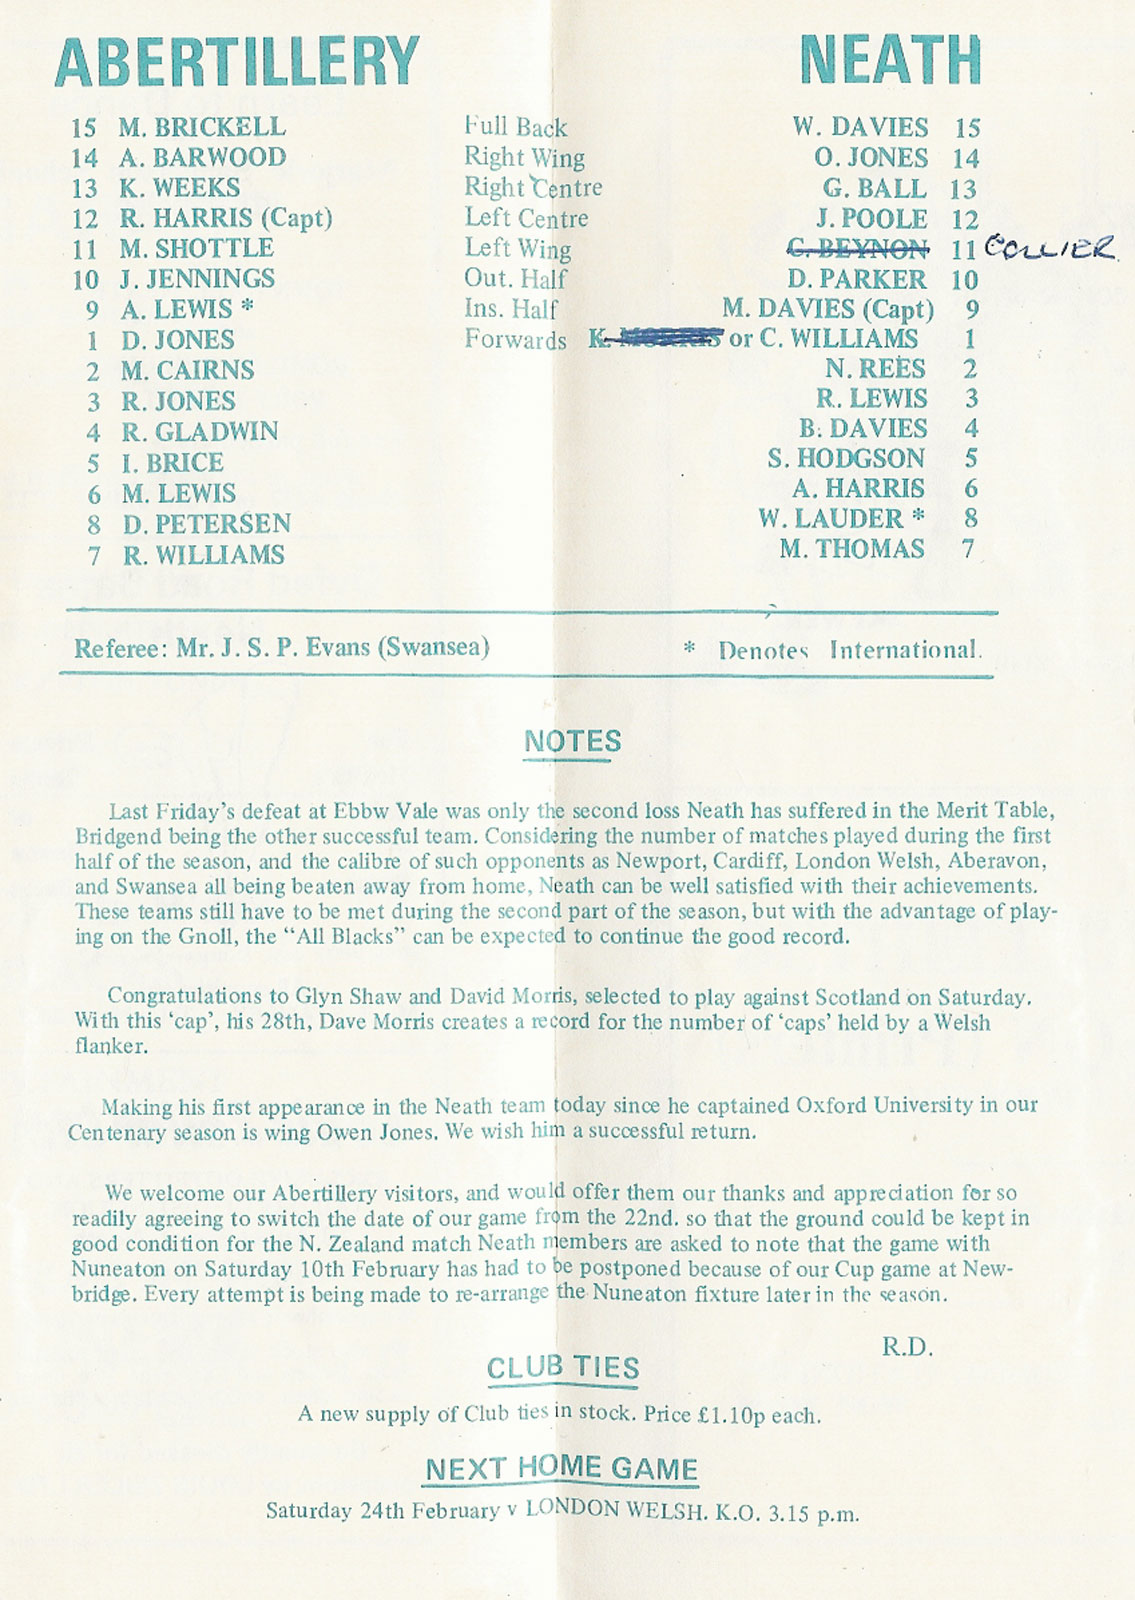 ABERTILLERY NEATH
15 M. BRICKELL Full Back W. DAVIES 15
14 A. BARWOOD Right Wing O. JONES 14
13 K. WEEKS Right Centre G. BALL 13
12 R. HARRIS (Capt) Left Centre J. POOLE 12
11 M. SHOTTLE Left Wing C. BEYNON 11 COLLIER
10 J. JENNINGS Out. Half D. PARKER 10
9 A. LEWIS * Ins. Half M. DAVIES (Capt) 9
1 D. JONES Forwards K. MORRIS or C. WILLIAMS 1
2 M. CAIRNS N. REES 2
3 R. JONES R. LEWIS 3
4 R. GLADWIN B. DAVIES 4
5 I. BRICE S. HODGSON 5
6 M. LEWIS A. HARRIS 6
8 D. PETERSEN W. LAUDER * 8
7 R. WILLIAMS M. THOMAS 7
Referee: Mr. J. S. P. Evans (Swansea) * Denotes International.
NOTES
Last Friday's defeat at Ebbw Vale was only the second loss Neath has suffered in the Merit Table,
Bridgend being the other successful team. Considering the number of matches played during the first
half of the season, and the calibre of such opponents as Newport, Cardiff, London Welsh, Aberavon,
and Swansea all being beaten away from home, Neath can be well satisfied with their achievements.
These teams still have to be met during the second part of the season, but with the advantage of play-
ing on the Gnoll, the “All Blacks” can be expected to continue the good record.
Congratulations to Glyn Shaw and David Morris, selected to play against Scotland on Saturday.
With this ‘cap’, his 28th, Dave Morris creates a record for the number of ‘caps’ held by a Welsh
flanker.
Making his first appearance in the Neath team today since he captained Oxford University in our
Centenary season is wing Owen Jones. We wish him a successful return.
We welcome our Abertillery visitors, and would offer them our thanks and appreciation for so
readily agreeing to switch the date of our game from the 22nd. so that the ground could be kept in
good condition for the N. Zealand match Neath members are asked to note that the game with
Nuneaton on Saturday 10th February has had to be postponed because of our Cup game at New-
bridge. Every attempt is being made to re-arrange the Nuneaton fixture later in the season.
R.D.
CLUB TIES
A new supply of Club ties in stock. Price £1.10p each.
NEXT HOME GAME
Saturday 24th February v LONDON WELSH. K.O. 3.15 p.m.